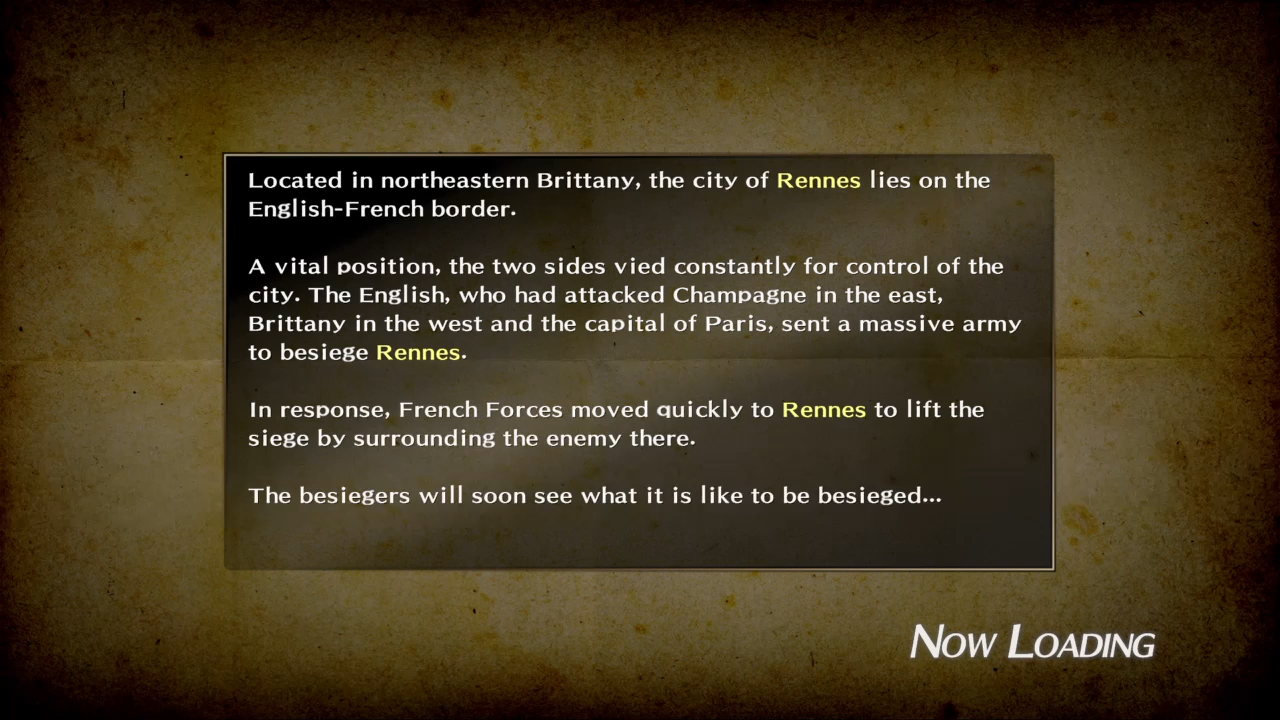 Located in northeastern Brittany, the city of Rennes lies on the
English-French border.
A vital position, the two sides vied constantly for control of the
city. The English, who had attacked Champagne in the east,
Brittany in the west and the capital of Paris, sent a massive army
to besiege Rennes.
In response, French Forces moved quickly to Rennes to lift the
siege by surrounding the enemy there.
The besiegers will soon see what it is like to be besieged...
NOW LOADING